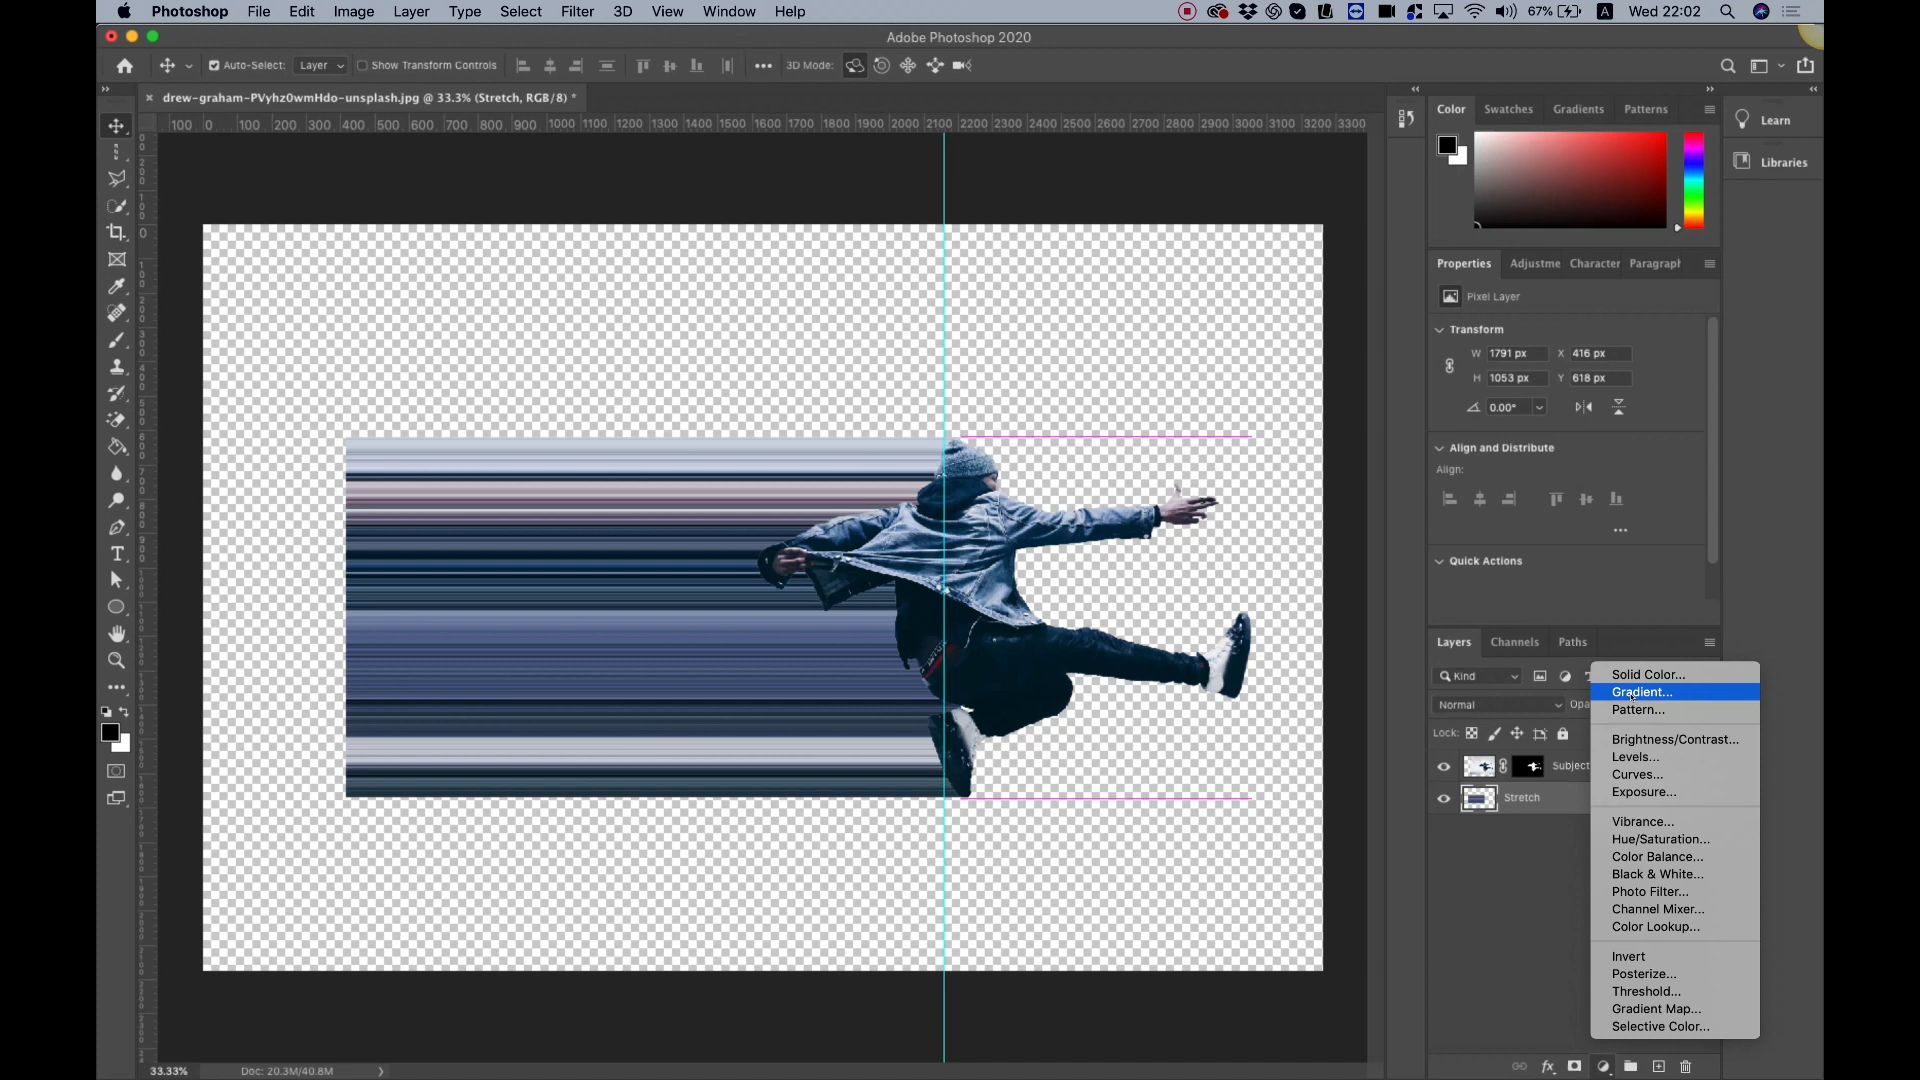 Photoshop File Edit Image Layer Type Select Filter 3D View Window Help 67% A Wed 22:02
Adobe Photoshop 2020
Auto-Select: Layer Show Transform Controls 3D Mode:
drew-graham-PVyhz0wmHdo-unsplash.jpg @ 33.3% (Stretch, RGB/8) *
100 0 100 200 300 400 500 600 700 800 900 1000 1100 1200 1300 1400 1500 1600 1700 1800 1900 2000 2100 2200 2300 2400 2500 2600 2700 2800 2900 3000 3100 3200 3300
Color Swatches Gradients Patterns
Learn
Libraries
Properties Adjustme Character Paragraph
Pixel Layer
Transform
W 1791 px X 416 px
H 1053 px Y 618 px
0.00°
Align and Distribute
Align:
Quick Actions
Layers Channels Paths
Kind
Normal Opa
Lock:
Subject
Stretch
Solid Color...
Gradient...
Pattern...
Brightness/Contrast...
Levels...
Curves...
Exposure...
Vibrance...
Hue/Saturation...
Color Balance...
Black & White...
Photo Filter...
Channel Mixer...
Color Lookup...
Invert
Posterize...
Threshold...
Gradient Map...
Selective Color...
33.33% Doc: 20.3M/40.8M